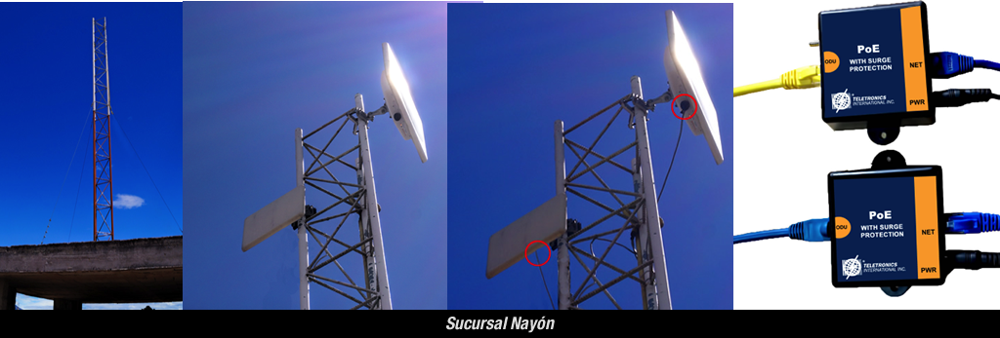 PoE
WITH SURGE
PROTECTION
ODU
NET
PWR
TELETRONICS
INTERNATIONAL INC.
PoE
WITH SURGE
PROTECTION
ODU
NET
PWR
TELETRONICS
INTERNATIONAL INC.
Sucursal Nayón